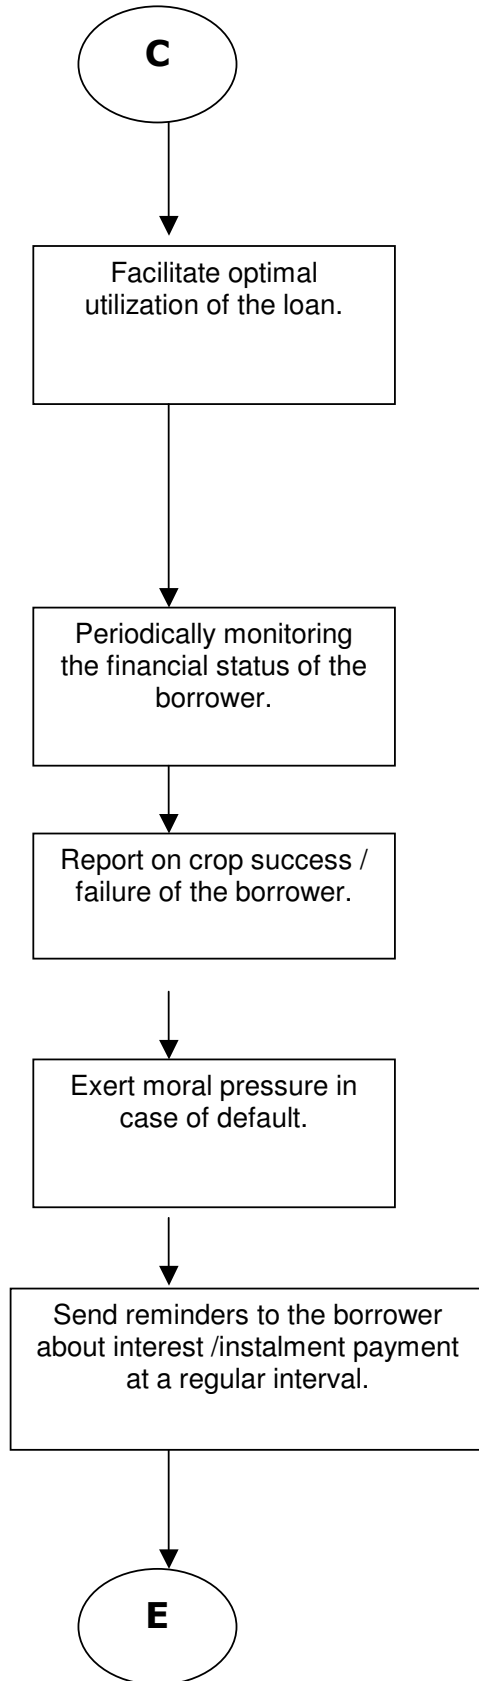 C
Facilitate optimal
utilization of the loan.
Periodically monitoring
the financial status of the
borrower.
Report on crop success /
failure of the borrower.
Exert moral pressure in
case of default.
Send reminders to the borrower
about interest /instalment payment
at a regular interval.
E